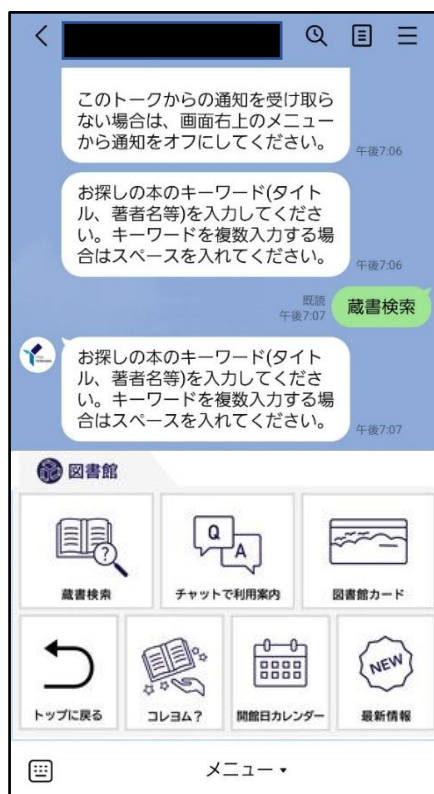 このトークからの通知を受け取ら
ない場合は、画面右上のメニュー
から通知をオフにしてください。
午後7:06
お探しの本のキーワード(タイト
ル、著者名等)を入力してくださ
い。キーワードを複数入力する場
合はスペースを入れてください。
午後7:06
既読
午後7:07
蔵書検索
お探しの本のキーワード(タイト
ル、著者名等)を入力してくださ
い。キーワードを複数入力する場
合はスペースを入れてください。
午後7:07
図書館
?
Q
A
蔵書検索
チャットで利用案内
図書館カード
NEW
トップに戻る
コレヨム?
開館日カレンダー
最新情報
メニュー